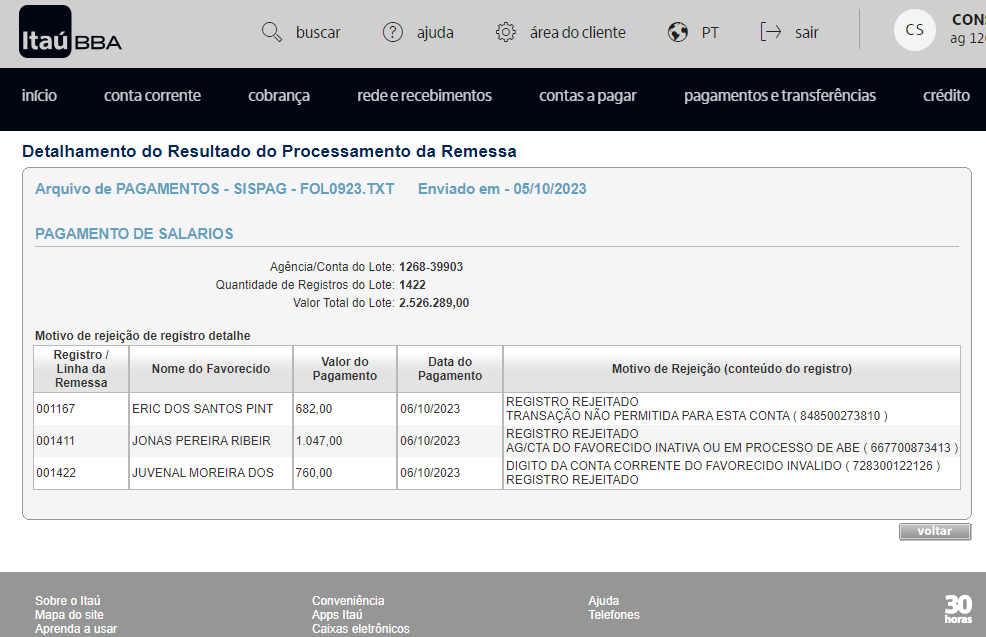 Itaú BBA
buscar
ajuda
área do cliente
PT
sair
CS
CONS
ag 126
início
conta corrente
cobrança
rede e recebimentos
contas a pagar
pagamentos e transferências
crédito
Detalhamento do Resultado do Processamento da Remessa
Arquivo de PAGAMENTOS - SISPAG - FOL0923.TXT Enviado em - 05/10/2023
PAGAMENTO DE SALARIOS
Agência/Conta do Lote: 1268-39903
Quantidade de Registros do Lote: 1422
Valor Total do Lote: 2.526.289,00
Motivo de rejeição de registro detalhe
Registro /
Linha da
Remessa
Nome do Favorecido
Valor do
Pagamento
Data do
Pagamento
Motivo de Rejeição (conteúdo do registro)
001167 ERIC DOS SANTOS PINT 682,00 06/10/2023
REGISTRO REJEITADO
TRANSAÇÃO NÃO PERMITIDA PARA ESTA CONTA ( 848500273810 )
001411 JONAS PEREIRA RIBEIR 1.047,00 06/10/2023
REGISTRO REJEITADO
AG/CTA DO FAVORECIDO INATIVA OU EM PROCESSO DE ABE ( 667700873413 )
001422 JUVENAL MOREIRA DOS 760,00 06/10/2023
DIGITO DA CONTA CORRENTE DO FAVORECIDO INVALIDO ( 728300122126 )
REGISTRO REJEITADO
voltar
Sobre o Itaú
Mapa do site
Aprenda a usar
Conveniência
Apps Itaú
Caixas eletrônicos
Ajuda
Telefones
30
horas